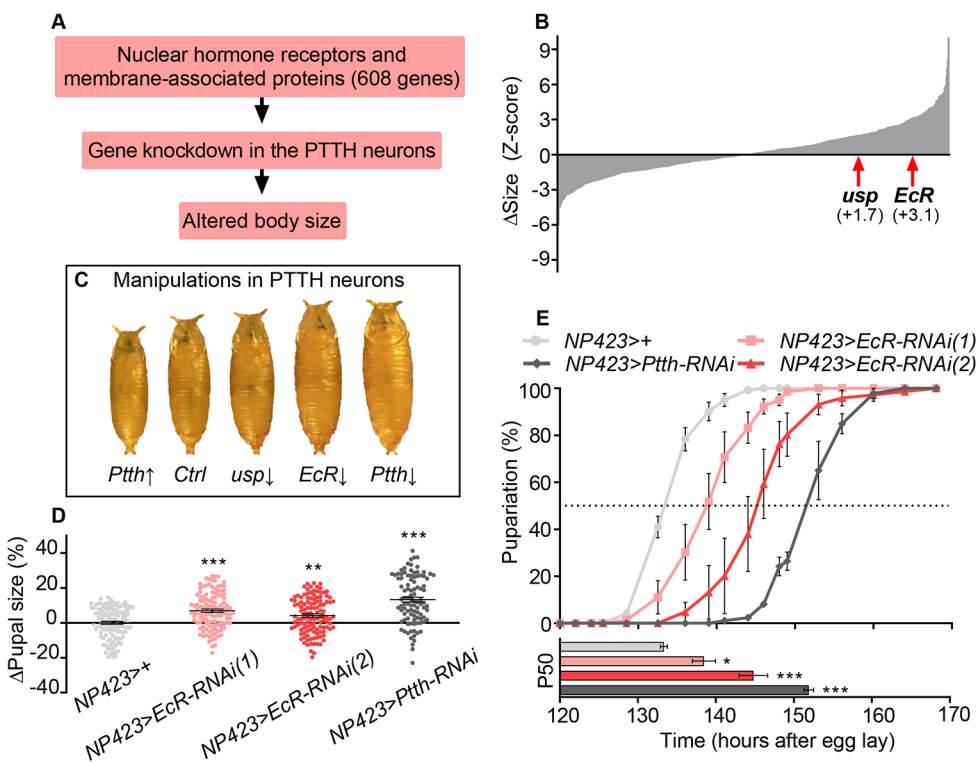 A
Nuclear hormone receptors and
membrane-associated proteins (608 genes)
Gene knockdown in the PTTH neurons
Altered body size
B
ΔSize (Z-score)
9
6
3
0
-3
-6
-9
usp
(+1.7)
EcR
(+3.1)
C Manipulations in PTTH neurons
Ptth↑ Ctrl usp↓ EcR↓ Ptth↓
D
ΔPupal size (%)
40
20
0
-20
-40
***
**
***
NP423>+
NP423>EcR-RNAi(1)
NP423>EcR-RNAi(2)
NP423>Ptth-RNAi
E
NP423>+ NP423>EcR-RNAi(1)
NP423>Ptth-RNAi NP423>EcR-RNAi(2)
Pupariation (%)
100
80
60
40
20
0
P50
*
***
***
120 130 140 150 160 170
Time (hours after egg lay)